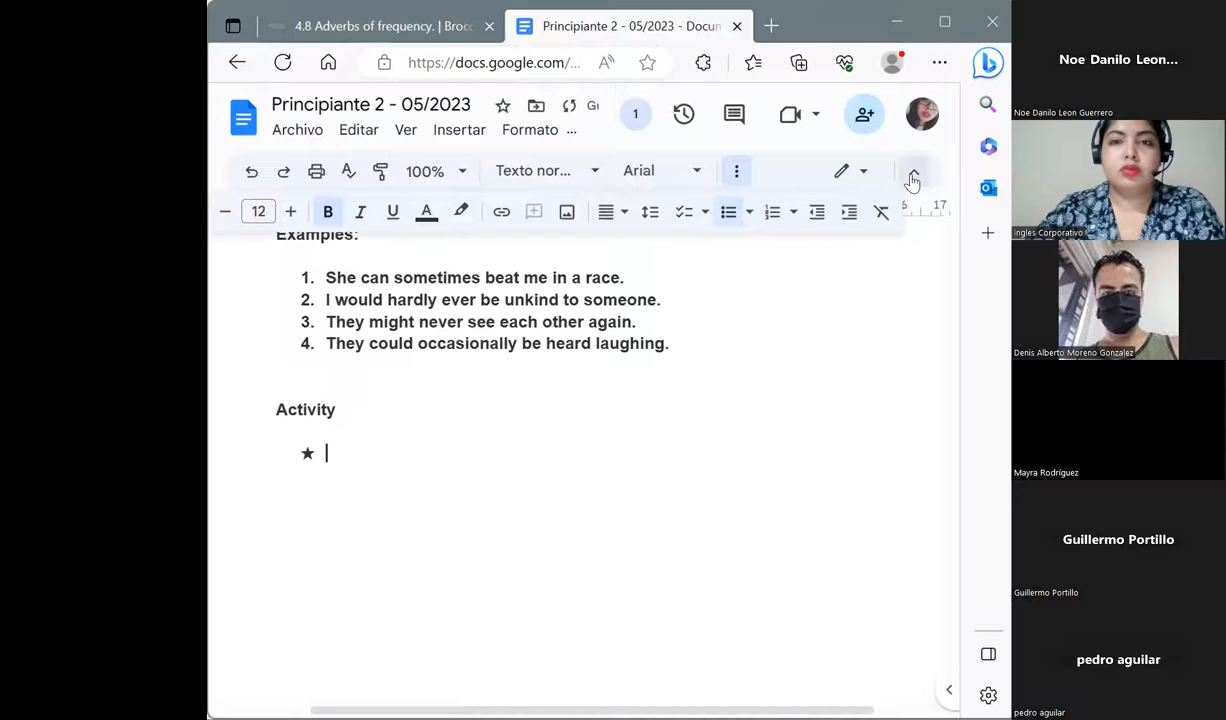 4.8 Adverbs of frequency. | Broc
Principiante 2 - 05/2023 - Docum
https://docs.google.com/...
Principiante 2 - 05/2023
1
Archivo Editar Ver Insertar Formato ...
100% Texto nor... Arial
12 B I U A
17
Examples:
1. She can sometimes beat me in a race.
2. I would hardly ever be unkind to someone.
3. They might never see each other again.
4. They could occasionally be heard laughing.
Activity
★
Noe Danilo Leon...
Noe Danilo Leon Guerrero
Ingles Corporativo
Denis Alberto Moreno Gonzalez
Mayra Rodríguez
Guillermo Portillo
Guillermo Portillo
pedro aguilar
pedro aguilar